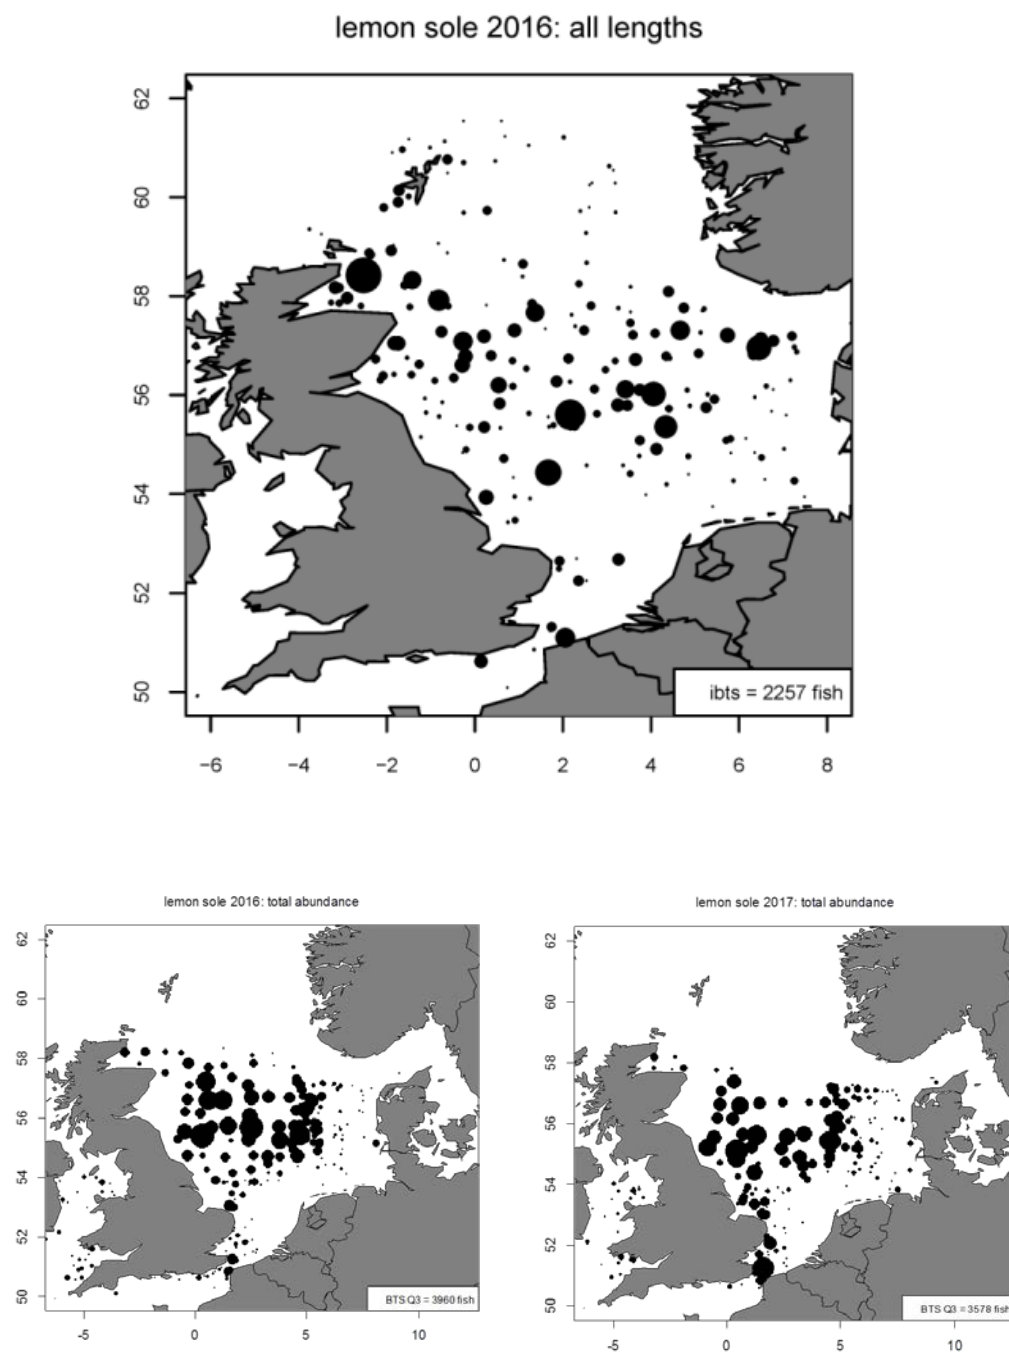 lemon sole 2016: all lengths
62
60
58
56
54
52
50
ibts = 2257 fish
−6 −4 −2 0 2 4 6 8
lemon sole 2016: total abundance
62
60
58
56
54
52
50
BTS Q3 = 3960 fish
-5 0 5 10
lemon sole 2017: total abundance
62
60
58
56
54
52
50
BTS Q3 = 3578 fish
-5 0 5 10